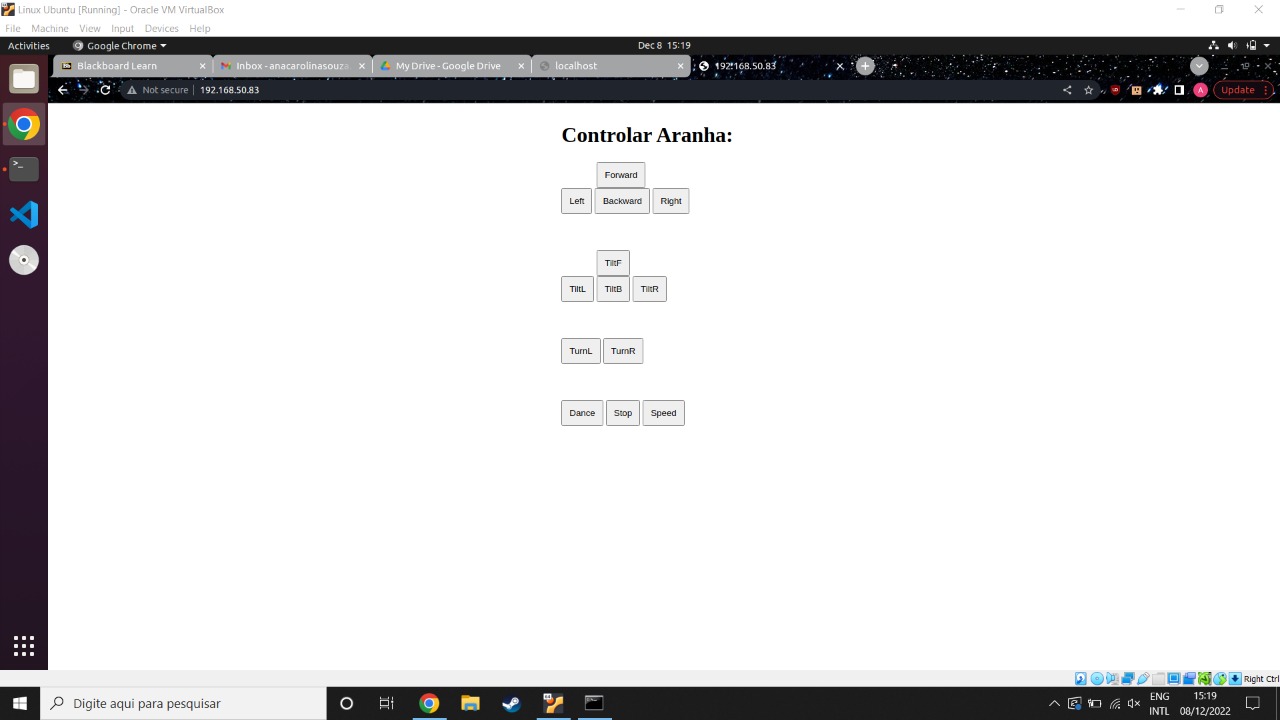 Linux Ubuntu [Running] - Oracle VM VirtualBox
File Machine View Input Devices Help
Activities Google Chrome Dec 8 15:19
Blackboard Learn Inbox - anacarolinasouza My Drive - Google Drive localhost 192.168.50.83
Not secure 192.168.50.83 A Update
Controlar Aranha:
Forward
Left Backward Right
TiltF
TiltL TiltB TiltR
TurnL TurnR
Dance Stop Speed
Right Ctrl
Digite aqui para pesquisar ENG 15:19
INTL 08/12/2022